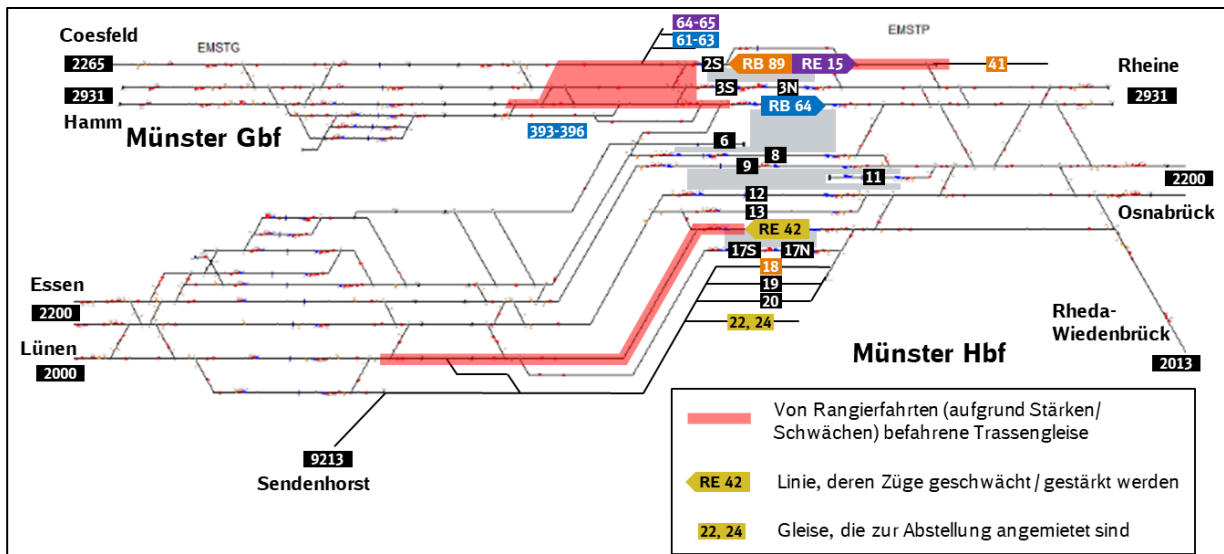 64-65
Coesfeld
EMSTG
61-63
EMSTP
2265
2S
RB 89
RE 15
41
Rheine
2931
3S
3N
2931
Hamm
RB 64
Münster Gbf
393-396
6
8
9
11
2200
12
Osnabrück
13
RE 42
17S
17N
18
Essen
19
2200
20
Rheda-
Wiedenbrück
22, 24
Lünen
Münster Hbf
2000
2013
Von Rangierfahrten (aufgrund Stärken/
Schwächen) befahrene Trassengleise
9213
Sendenhorst
RE 42
Linie, deren Züge geschwächt / gestärkt werden
22, 24
Gleise, die zur Abstellung angemietet sind